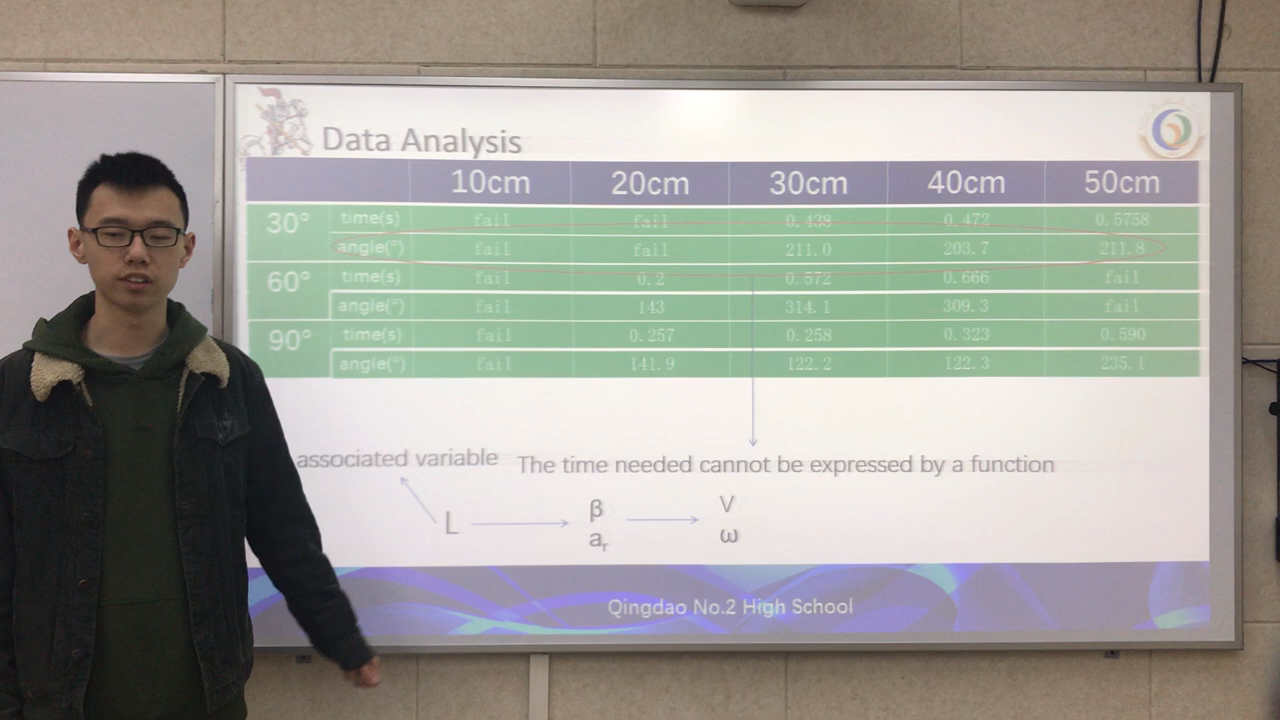 Data Analysis
10cm 20cm 30cm 40cm 50cm
30° time(s) fail fail 0.438 0.472 0.5758
angle(°) fail fail 211.0 203.7 211.8
60° time(s) fail 0.2 0.572 0.666 fail
angle(°) fail 143 314.1 309.3 fail
90° time(s) fail 0.257 0.258 0.323 0.590
angle(°) fail 141.9 122.2 122.3 235.1
associated variable The time needed cannot be expressed by a function
L β V
a_r ω
Qingdao No.2 High School